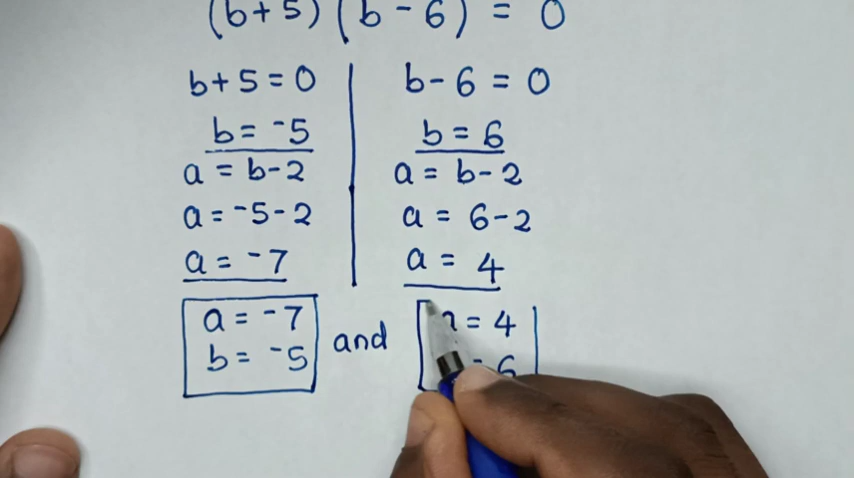 (b+5)(b-6) = 0
b+5=0
b= -5
a = b-2
a = -5-2
a = -7
b-6 = 0
b = 6
a = b-2
a = 6-2
a = 4
a = -7
b = -5
and
= 4
= 6